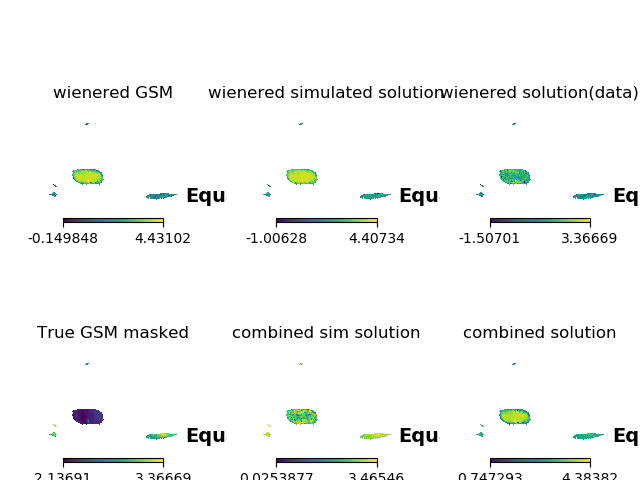 wienered GSM
wienered simulated solution
wienered solution(data)
Equ
Equ
Eq
-0.149848 4.43102
-1.00628 4.40734
-1.50701 3.36669
True GSM masked
combined sim solution
combined solution
Equ
Equ
Eq
2.13691 3.36669
0.0253877 3.46546
0.747293 4.38382